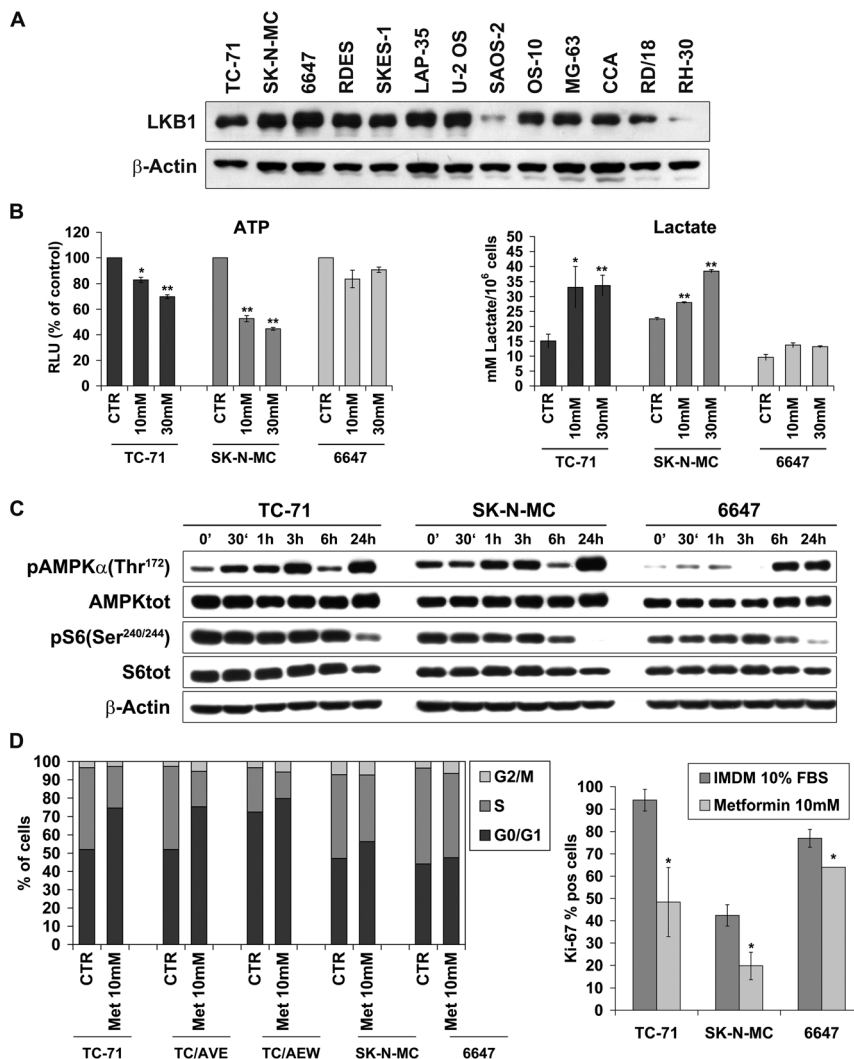 A
TC-71 SK-N-MC 6647 RDES SKES-1 LAP-35 U-2 OS SAOS-2 OS-10 MG-63 CCA RD/18 RH-30
LKB1
β-Actin
B
ATP
RLU (% of control)
120
100
80
60
40
20
0
CTR 10mM 30mM CTR 10mM 30mM CTR 10mM 30mM
TC-71 SK-N-MC 6647
* ** ** **
Lactate
mM Lactate/10⁶ cells
50
45
40
35
30
25
20
15
10
5
0
* ** ** **
CTR 10mM 30mM CTR 10mM 30mM CTR 10mM 30mM
TC-71 SK-N-MC 6647
C
TC-71 SK-N-MC 6647
0' 30‘ 1h 3h 6h 24h 0' 30‘ 1h 3h 6h 24h 0' 30‘ 1h 3h 6h 24h
pAMPKα(Thr¹⁷²)
AMPKtot
pS6(Ser²⁴⁰/²⁴⁴)
S6tot
β-Actin
D
% of cells
100
90
80
70
60
50
40
30
20
10
0
CTR Met 10mM CTR Met 10mM CTR Met 10mM CTR Met 10mM CTR Met 10mM
TC-71 TC/AVE TC/AEW SK-N-MC 6647
G2/M
S
G0/G1
Ki-67 % pos cells
100
90
80
70
60
50
40
30
20
10
0
IMDM 10% FBS
Metformin 10mM
* * *
TC-71 SK-N-MC 6647